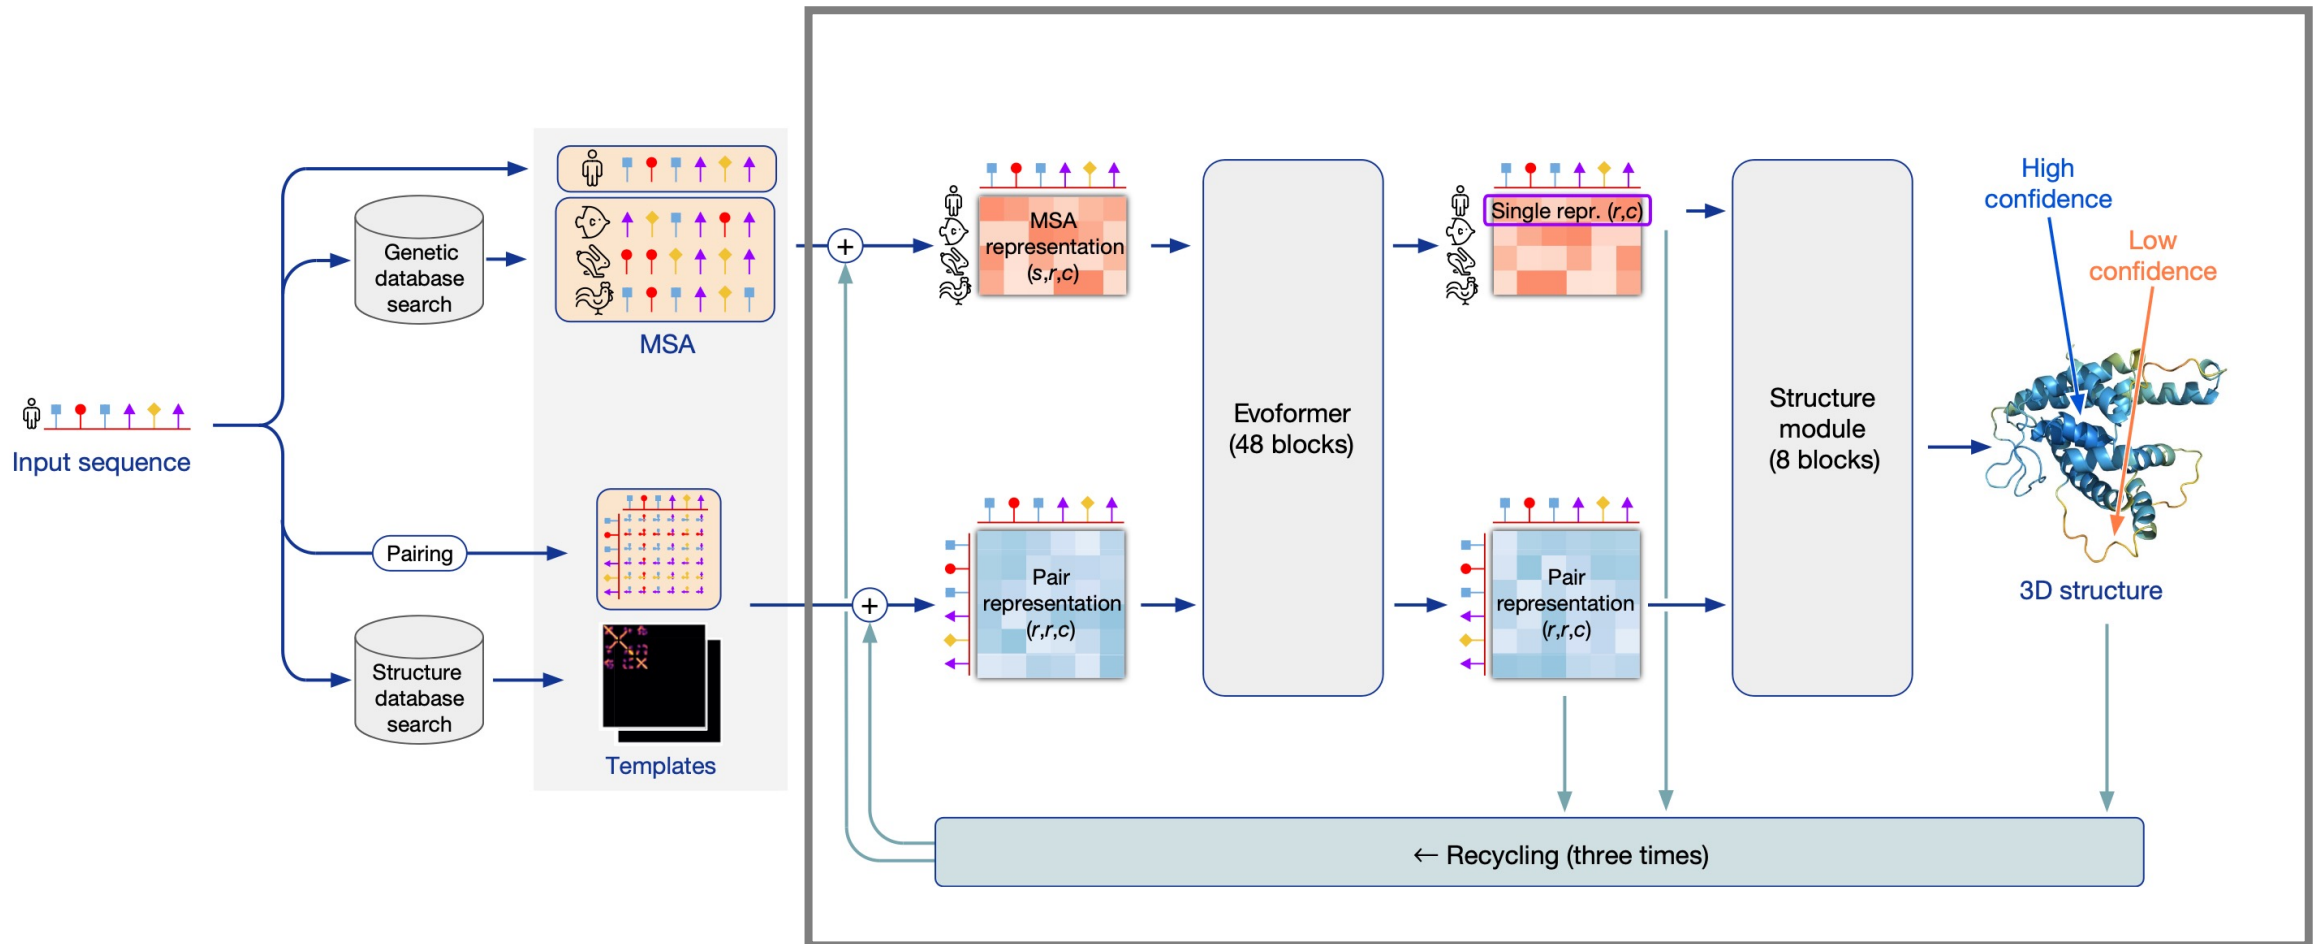 Input sequence
Genetic
database
search
Pairing
Structure
database
search
MSA
Templates
+
+
MSA
representation
(s,r,c)
Pair
representation
(r,r,c)
Evoformer
(48 blocks)
Single repr. (r,c)
Pair
representation
(r,r,c)
Structure
module
(8 blocks)
High
confidence
Low
confidence
3D structure
← Recycling (three times)